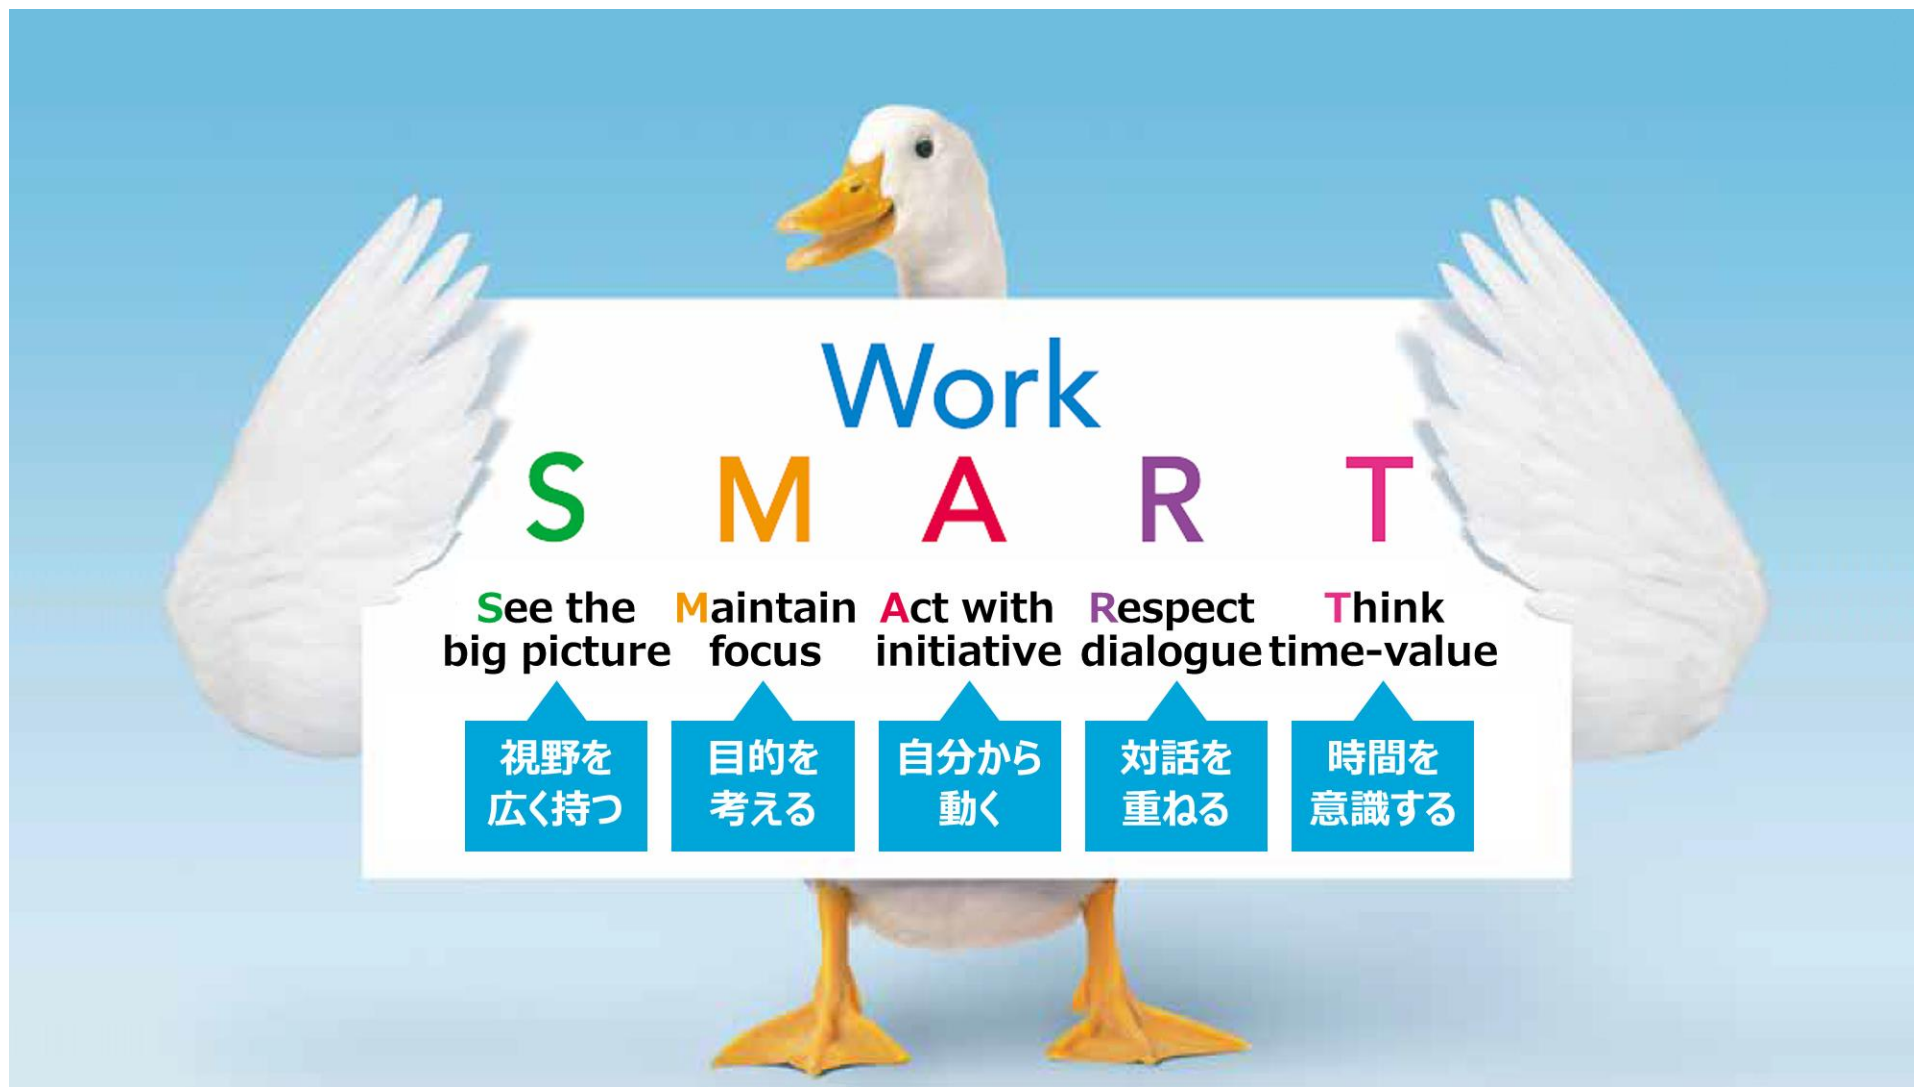 Work
S M A R T
See the
big picture
Maintain
focus
Act with
initiative
Respect
dialogue
Think
time-value
視野を
広く持つ
目的を
考える
自分から
動く
対話を
重ねる
時間を
意識する